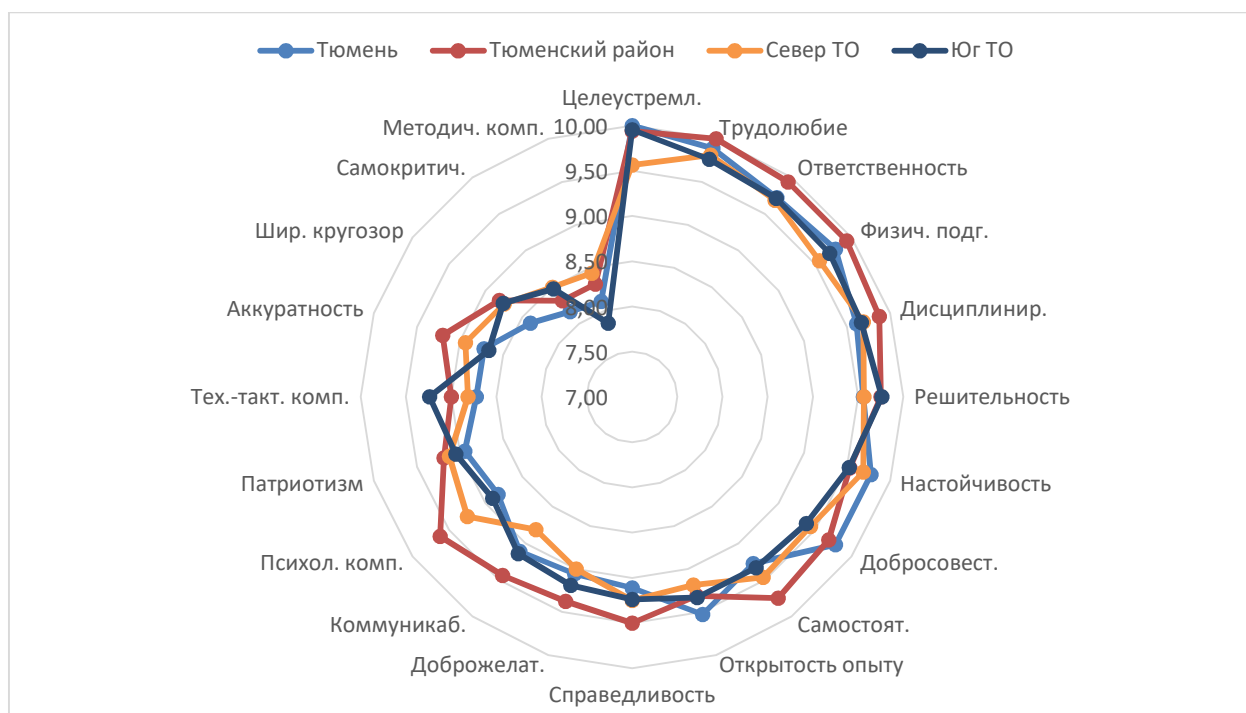 Тюмень Тюменский район Север ТО Юг ТО
Целеустремл.
Трудолюбие
Ответственность
Физич. подг.
Дисциплинир.
Решительность
Настойчивость
Добросовест.
Самостоят.
Открытость опыту
Справедливость
Доброжелат.
Коммуникаб.
Психол. комп.
Патриотизм
Тех.-такт. комп.
Аккуратность
Шир. кругозор
Самокритич.
Методич. комп.
10,00
9,50
9,00
8,50
8,00
7,50
7,00